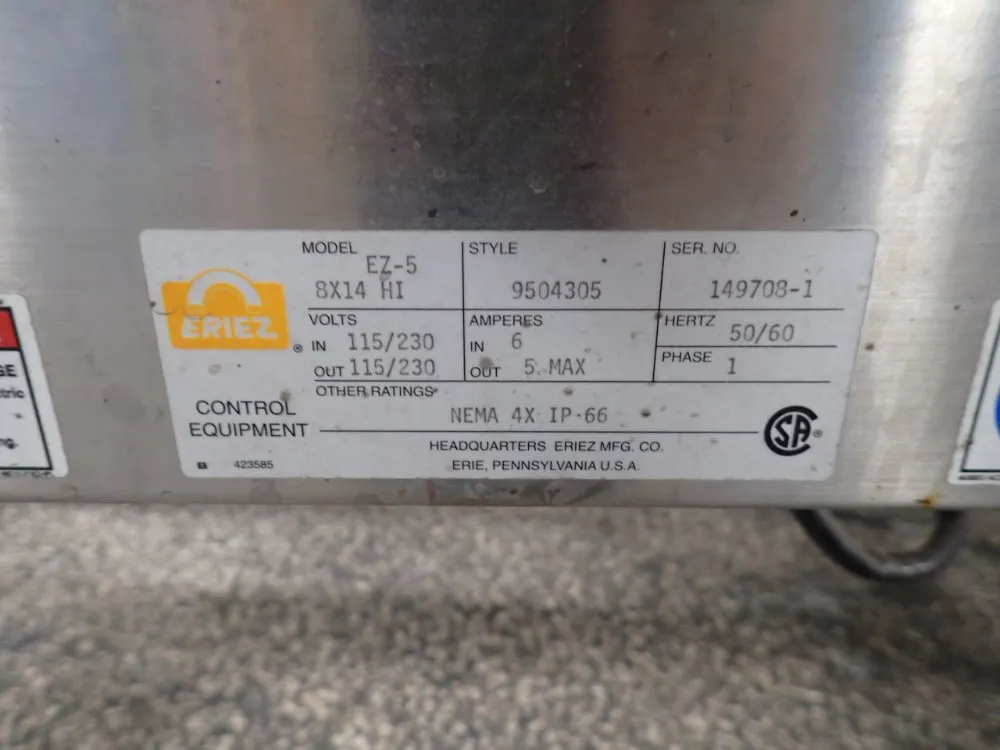 MODEL EZ-5
8X14 HI
STYLE
9504305
SER. NO.
149708-1
ERIEZ ®
VOLTS
IN 115/230
OUT 115/230
AMPERES
IN 6
OUT 5 MAX
HERTZ 50/60
PHASE 1
OTHER RATINGS
NEMA 4X IP-66
CONTROL
EQUIPMENT
HEADQUARTERS ERIEZ MFG. CO.
ERIE, PENNSYLVANIA U.S.A.
423585
SA ®